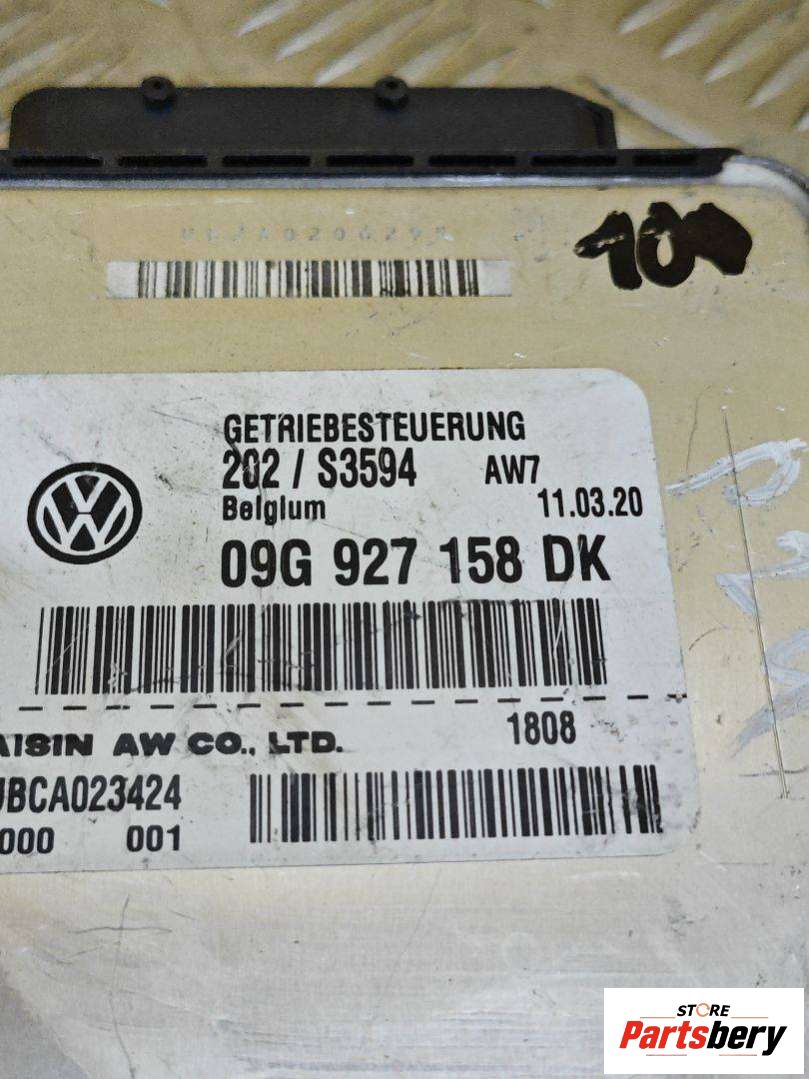 100
GETRIEBESTEUERUNG
202 / S3594 AW7
Belgium 11.03.20
09G 927 158 DK
AISIN AW CO., LTD. 1808
UBCA023424
000 001
STORE
Partsbery